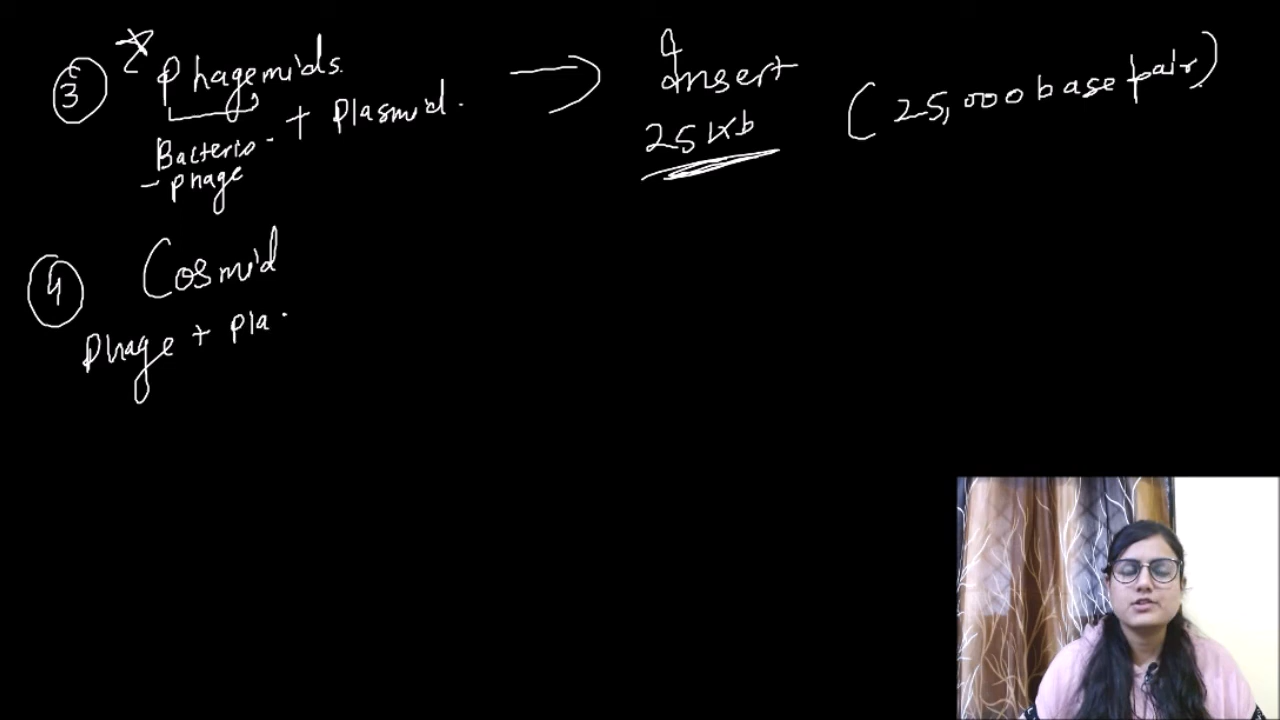 ③ Phagemids. → Insert
Bacterio- + Plasmid. 25 kb (25,000 base pair)
- phage
④ Cosmid
Phage + pla.